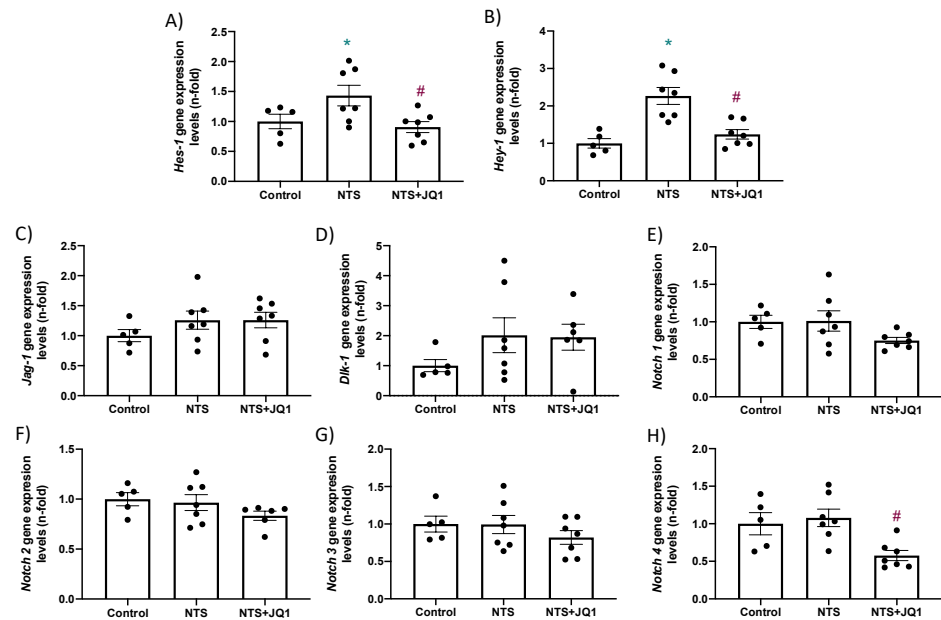 A)
Hes-1 gene expression
levels (n-fold)
2.5
2.0
1.5
1.0
0.5
0.0
*
#
Control NTS NTS+JQ1
B)
Hey-1 gene expression
levels (n-fold)
4
3
2
1
0
*
#
Control NTS NTS+JQ1
C)
Jag-1 gene expression
levels (n-fold)
2.5
2.0
1.5
1.0
0.5
0.0
Control NTS NTS+JQ1
D)
Dlk-1 gene expression
levels (n-fold)
5
4
3
2
1
0
Control NTS NTS+JQ1
E)
Notch 1 gene expression
levels (n-fold)
2.0
1.5
1.0
0.5
0.0
Control NTS NTS+JQ1
F)
Notch 2 gene expresion
levels (n-fold)
1.5
1.0
0.5
0.0
Control NTS NTS+JQ1
G)
Notch 3 gene expresion
levels (n-fold)
2.0
1.5
1.0
0.5
0.0
Control NTS NTS+JQ1
H)
Notch 4 gene expresion
levels (n-fold)
2.0
1.5
1.0
0.5
0.0
#
Control NTS NTS+JQ1